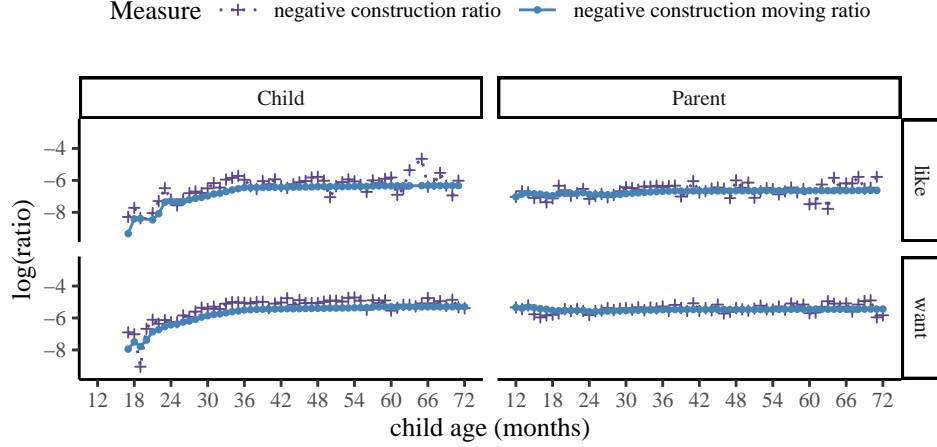 Measure negative construction ratio negative construction moving ratio
Child Parent
−4
−6
−8
like
log(ratio)
−4
−6
−8
want
12 18 24 30 36 42 48 54 60 66 72 12 18 24 30 36 42 48 54 60 66 72
child age (months)